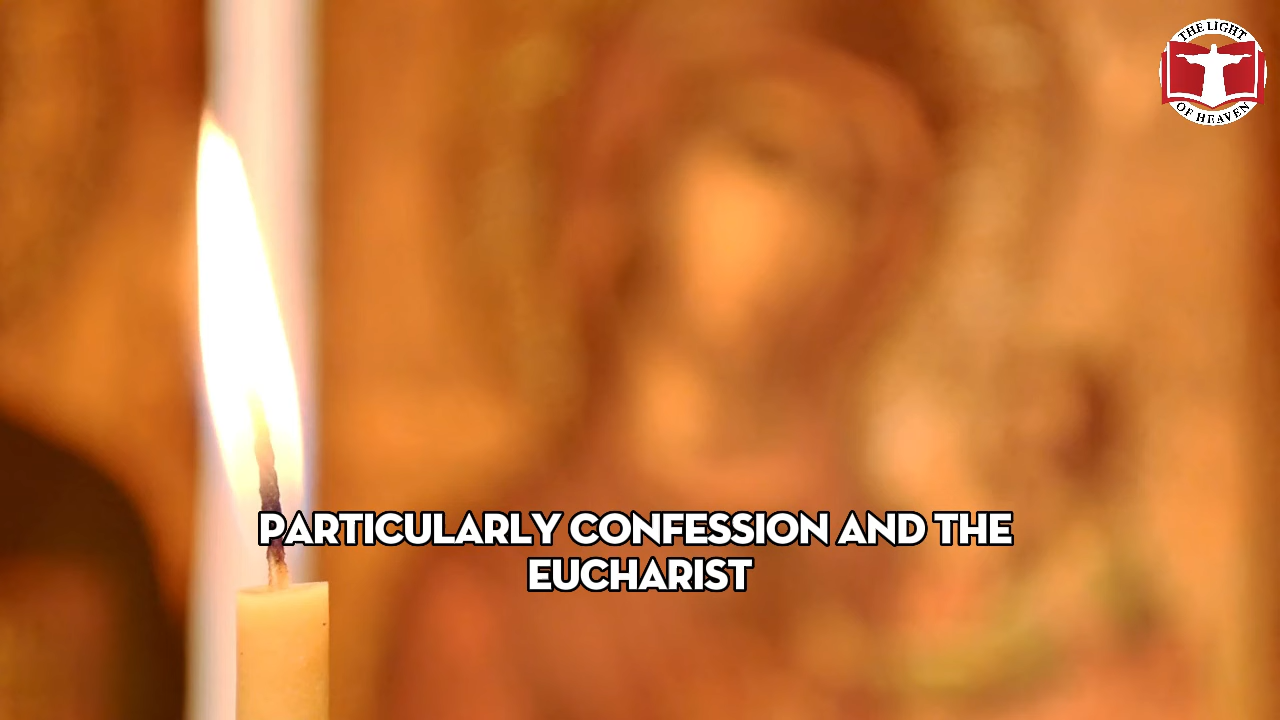 THE LIGHT
OF HEAVEN
PARTICULARLY CONFESSION AND THE
EUCHARIST